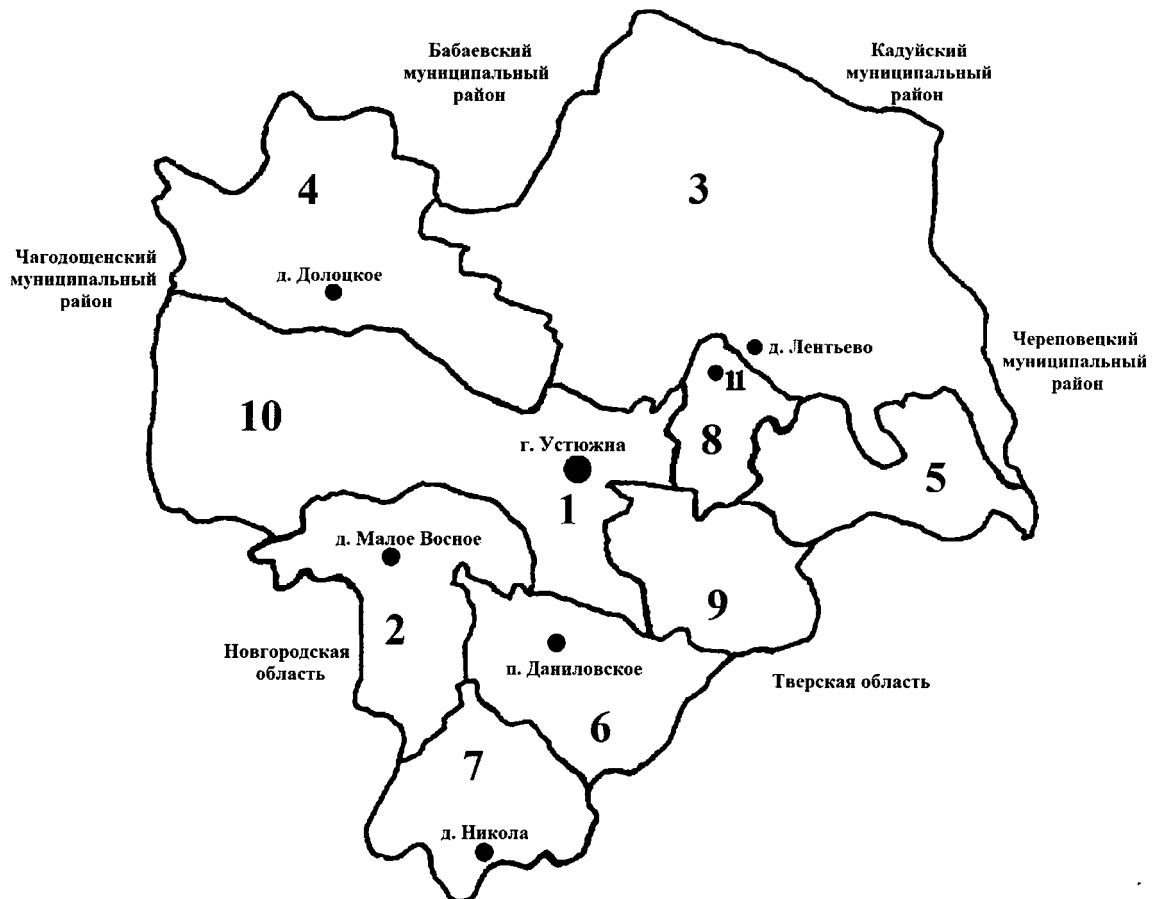 Бабаевский
муниципальный
район
Кадуйский
муниципальный
район
4
3
Чагодощенский
муниципальный
район
д. Долоцкое
д. Лентьево
Череповецкий
муниципальный
район
11
10
8
г. Устюжна
5
1
д. Малое Восное
9
2
Новгородская
область
п. Даниловское
Тверская область
6
7
д. Никола